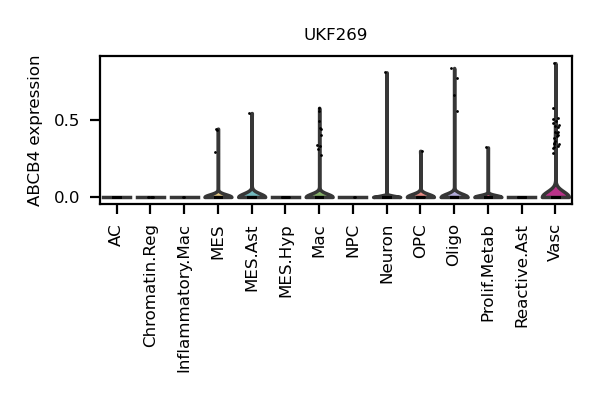 UKF269
ABCB4 expression
0.5
0.0
AC
Chromatin.Reg
Inflammatory.Mac
MES
MES.Ast
MES.Hyp
Mac
NPC
Neuron
OPC
Oligo
Prolif.Metab
Reactive.Ast
Vasc